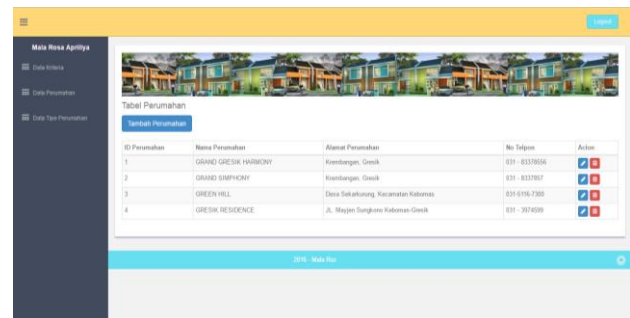 Logout
Mala Rosa Aprillya
Data Kriteria
Data Perumahan
Data Tipe Perumahan
Tabel Perumahan
Tambah Perumahan
ID Perumahan Nama Perumahan Alamat Perumahan No Telpon Action
1 GRAND GRESIK HARMONY Krembangan, Gresik 031 - 83378556
2 GRAND SIMPHONY Krembangan, Gresik 031 - 8337857
3 GREEN HILL Desa Sekarkurung, Kecamatan Kebomas 031-5116-7388
4 GRESIK RESIDENCE JL. Mayjen Sungkono Kebomas-Gresik 031 - 3974599
2016 - Mala Ros